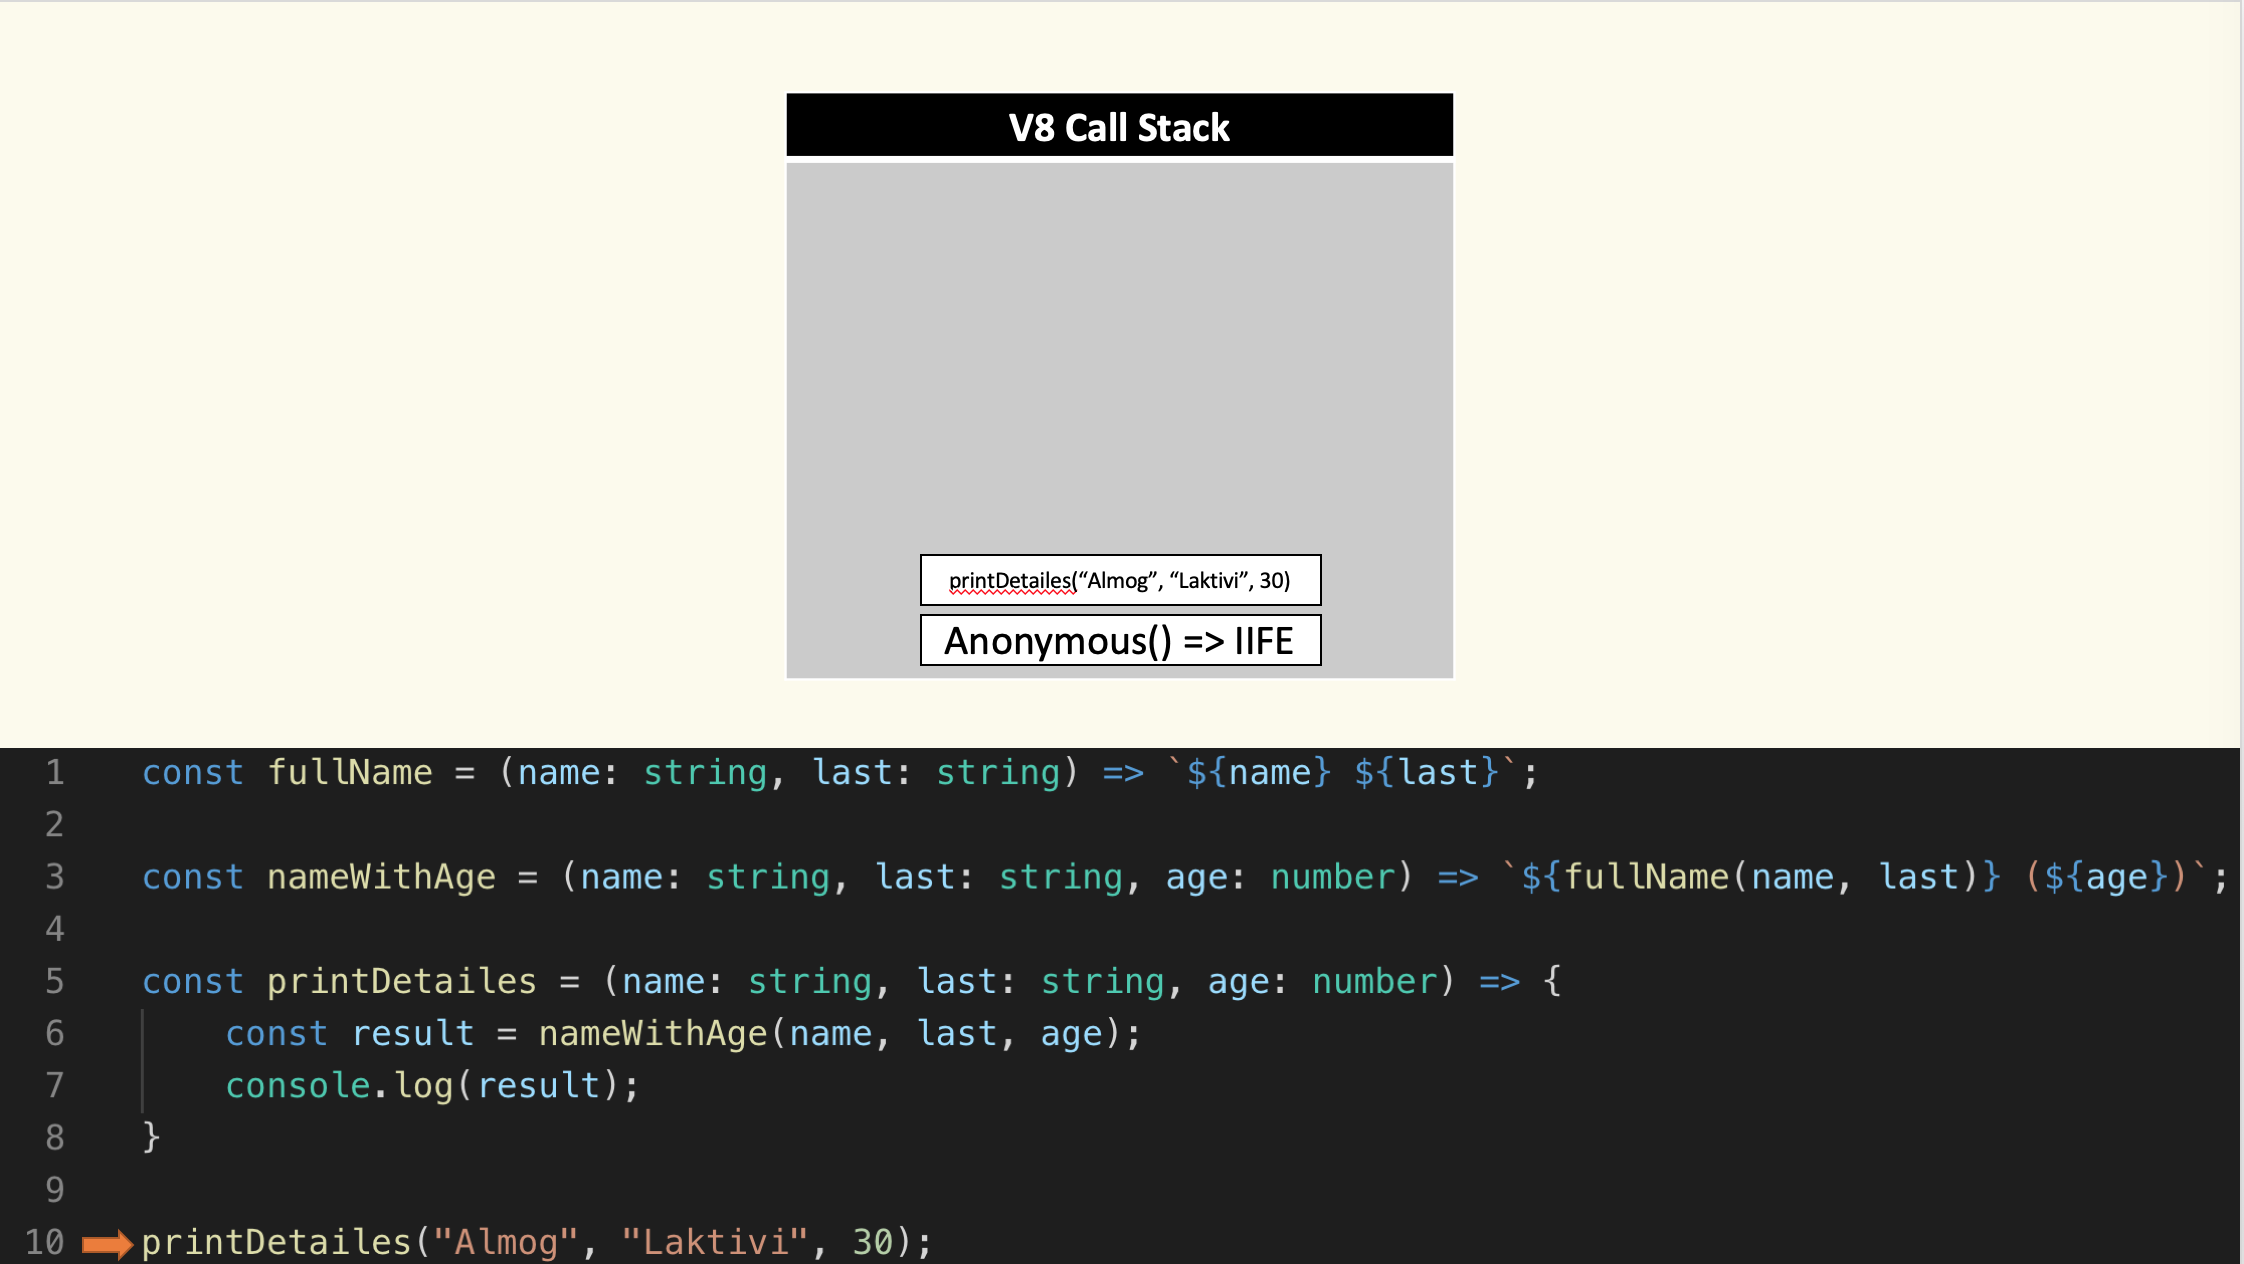 V8 Call Stack
printDetailes(“Almog”, “Laktivi”, 30)
Anonymous() => IIFE
1 const fullName = (name: string, last: string) => `${name} ${last}`;
2
3 const nameWithAge = (name: string, last: string, age: number) => `${fullName(name, last)} (${age})`;
4
5 const printDetailes = (name: string, last: string, age: number) => {
6 const result = nameWithAge(name, last, age);
7 console.log(result);
8 }
9
10 printDetailes("Almog", "Laktivi", 30);